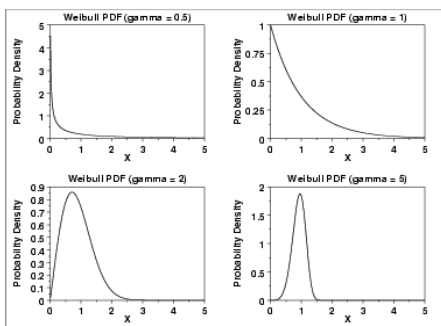 Weibull PDF (gamma = 0.5)
Probability Density
5
4
3
2
1
0
0 1 2 3 4 5
X
Weibull PDF (gamma = 1)
Probability Density
1
0.75
0.5
0.25
0
0 1 2 3 4 5
X
Weibull PDF (gamma = 2)
Probability Density
0.9
0.8
0.7
0.6
0.5
0.4
0.3
0.2
0.1
0
0 1 2 3 4 5
X
Weibull PDF (gamma = 5)
Probability Density
2
1.5
1
0.5
0
0 1 2 3 4 5
X